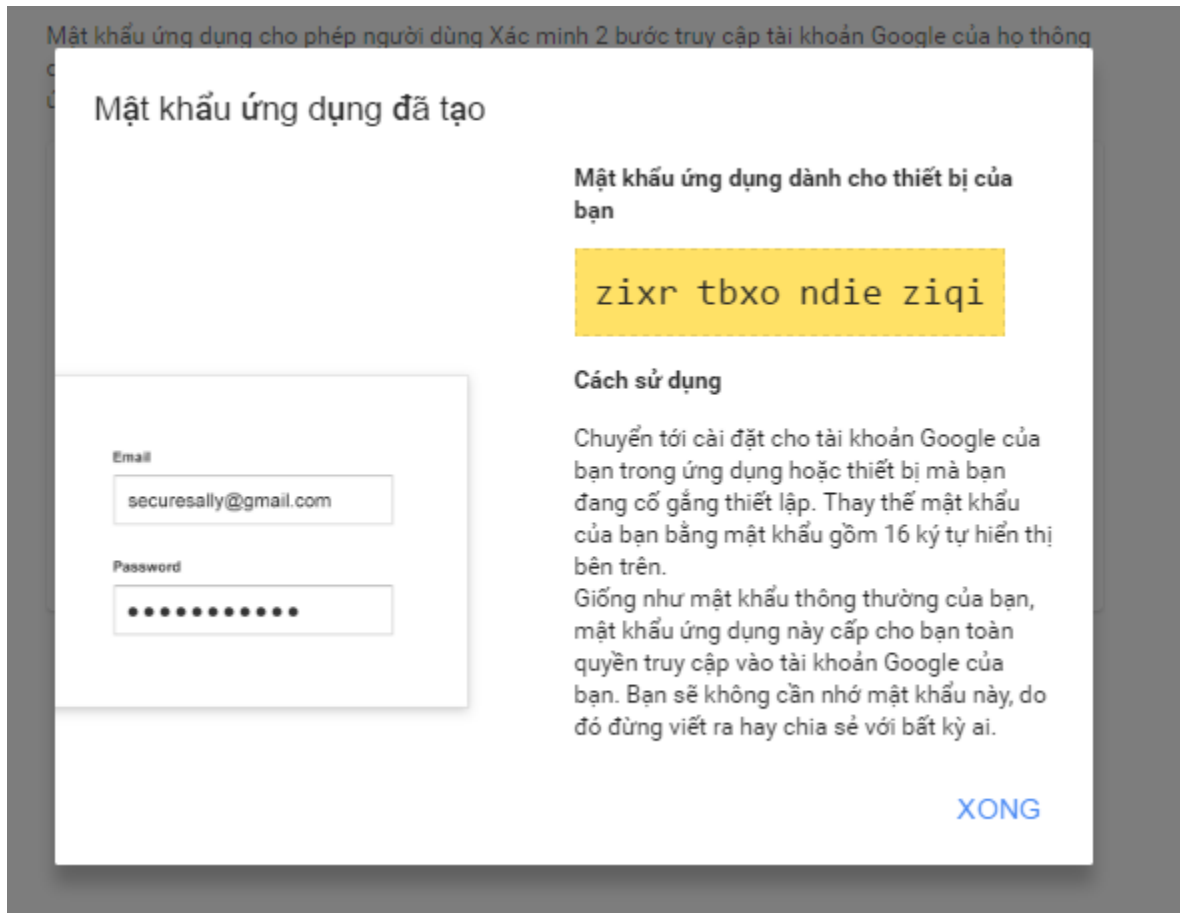 Mật khẩu ứng dụng cho phép người dùng Xác minh 2 bước truy cập tài khoản Google của họ thông
Mật khẩu ứng dụng đã tạo
Mật khẩu ứng dụng dành cho thiết bị của
bạn
zixr tbxo ndie ziqi
Cách sử dụng
Chuyển tới cài đặt cho tài khoản Google của
bạn trong ứng dụng hoặc thiết bị mà bạn
đang cố gắng thiết lập. Thay thế mật khẩu
của bạn bằng mật khẩu gồm 16 ký tự hiển thị
bên trên.
Giống như mật khẩu thông thường của bạn,
mật khẩu ứng dụng này cấp cho bạn toàn
quyền truy cập vào tài khoản Google của
bạn. Bạn sẽ không cần nhớ mật khẩu này, do
đó đừng viết ra hay chia sẻ với bất kỳ ai.
Email
securesally@gmail.com
Password
XONG